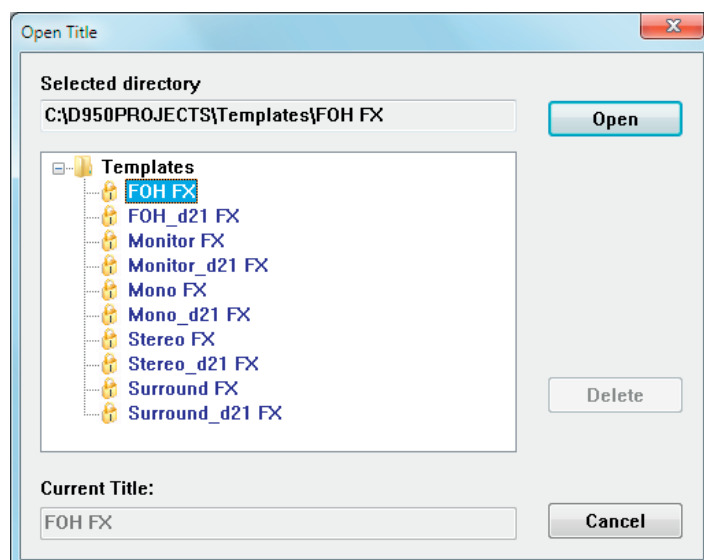 Open Title
Selected directory
C:\D950PROJECTS\Templates\FOH FX
Open
Templates
FOH FX
FOH_d21 FX
Monitor FX
Monitor_d21 FX
Mono FX
Mono_d21 FX
Stereo FX
Stereo_d21 FX
Surround FX
Surround_d21 FX
Delete
Current Title:
FOH FX
Cancel